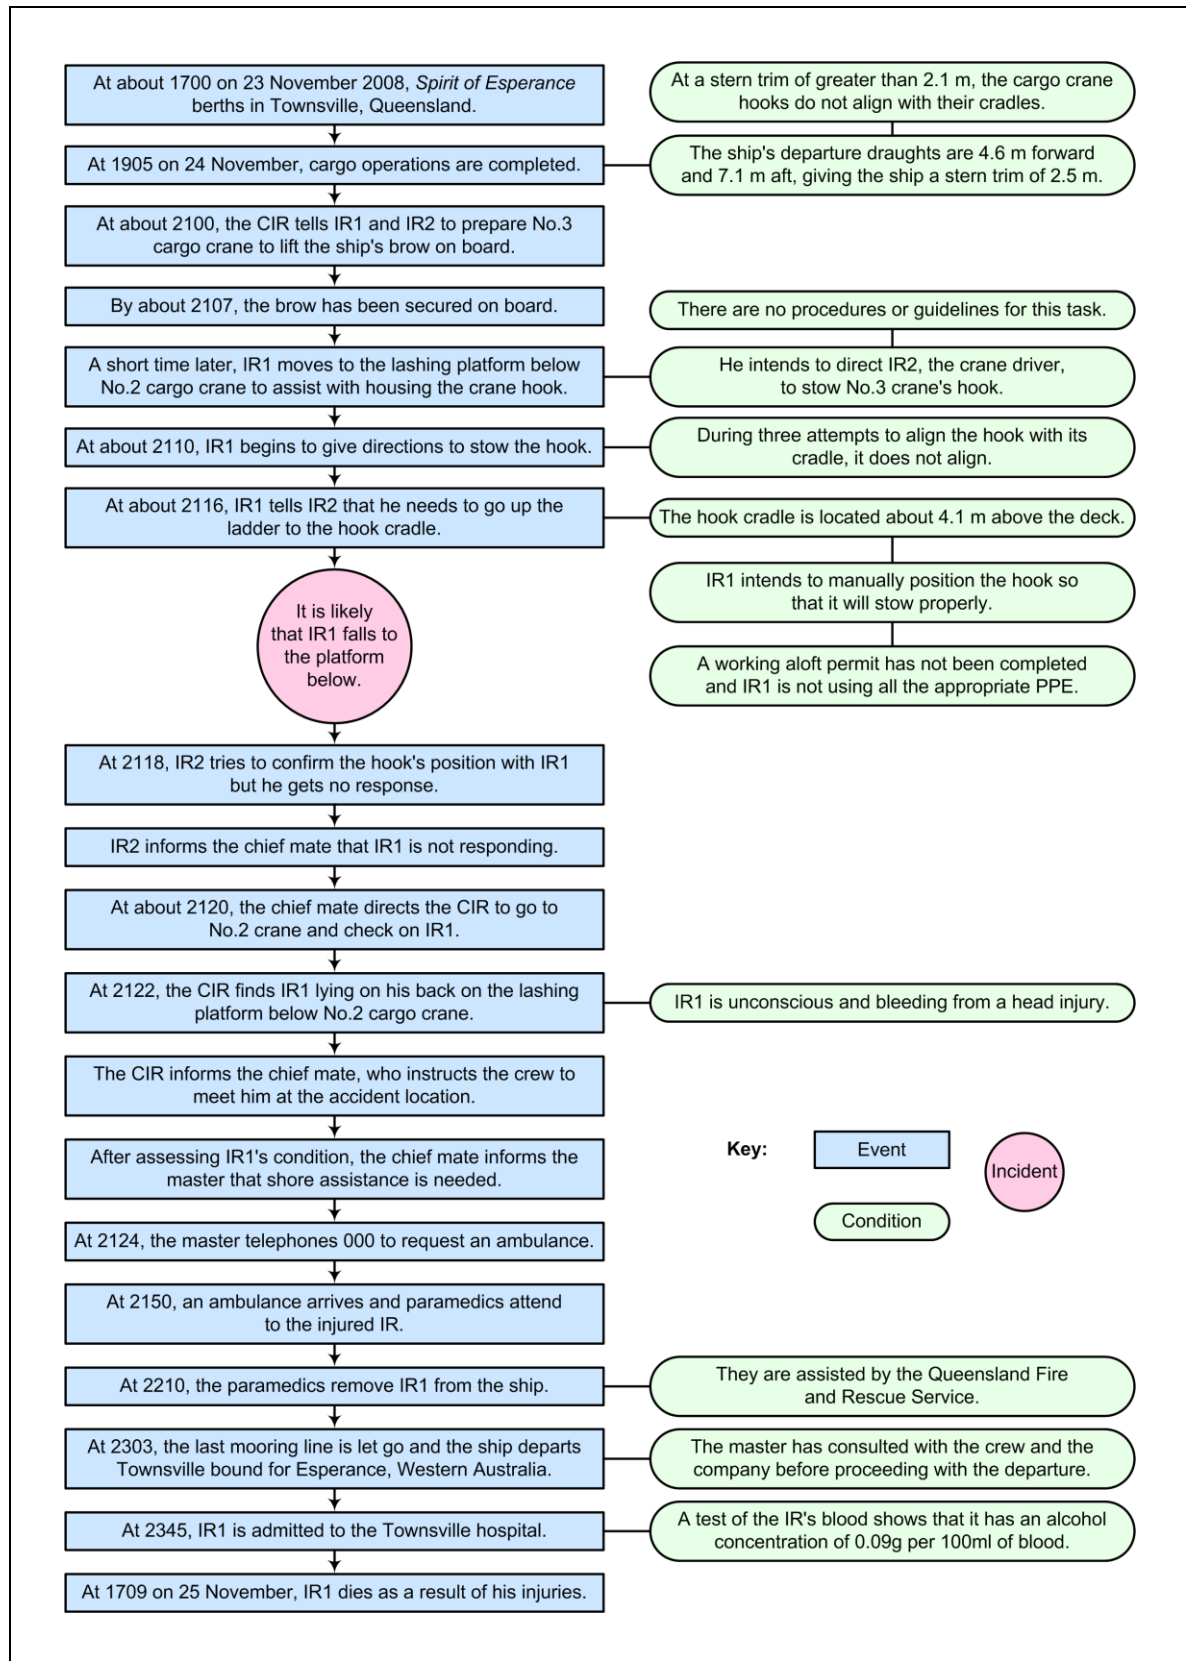 At about 1700 on 23 November 2008, Spirit of Esperance
berths in Townsville, Queensland.
At a stern trim of greater than 2.1 m, the cargo crane
hooks do not align with their cradles.
At 1905 on 24 November, cargo operations are completed.
The ship's departure draughts are 4.6 m forward
and 7.1 m aft, giving the ship a stern trim of 2.5 m.
At about 2100, the CIR tells IR1 and IR2 to prepare No.3
cargo crane to lift the ship's brow on board.
By about 2107, the brow has been secured on board.
There are no procedures or guidelines for this task.
A short time later, IR1 moves to the lashing platform below
No.2 cargo crane to assist with housing the crane hook.
He intends to direct IR2, the crane driver,
to stow No.3 crane's hook.
At about 2110, IR1 begins to give directions to stow the hook.
During three attempts to align the hook with its
cradle, it does not align.
At about 2116, IR1 tells IR2 that he needs to go up the
ladder to the hook cradle.
The hook cradle is located about 4.1 m above the deck.
IR1 intends to manually position the hook so
that it will stow properly.
It is likely
that IR1 falls to
the platform
below.
A working aloft permit has not been completed
and IR1 is not using all the appropriate PPE.
At 2118, IR2 tries to confirm the hook's position with IR1
but he gets no response.
IR2 informs the chief mate that IR1 is not responding.
At about 2120, the chief mate directs the CIR to go to
No.2 crane and check on IR1.
At 2122, the CIR finds IR1 lying on his back on the lashing
platform below No.2 cargo crane.
IR1 is unconscious and bleeding from a head injury.
The CIR informs the chief mate, who instructs the crew to
meet him at the accident location.
After assessing IR1's condition, the chief mate informs the
master that shore assistance is needed.
Key:
Event
Incident
Condition
At 2124, the master telephones 000 to request an ambulance.
At 2150, an ambulance arrives and paramedics attend
to the injured IR.
At 2210, the paramedics remove IR1 from the ship.
They are assisted by the Queensland Fire
and Rescue Service.
At 2303, the last mooring line is let go and the ship departs
Townsville bound for Esperance, Western Australia.
The master has consulted with the crew and the
company before proceeding with the departure.
At 2345, IR1 is admitted to the Townsville hospital.
A test of the IR's blood shows that it has an alcohol
concentration of 0.09g per 100ml of blood.
At 1709 on 25 November, IR1 dies as a result of his injuries.